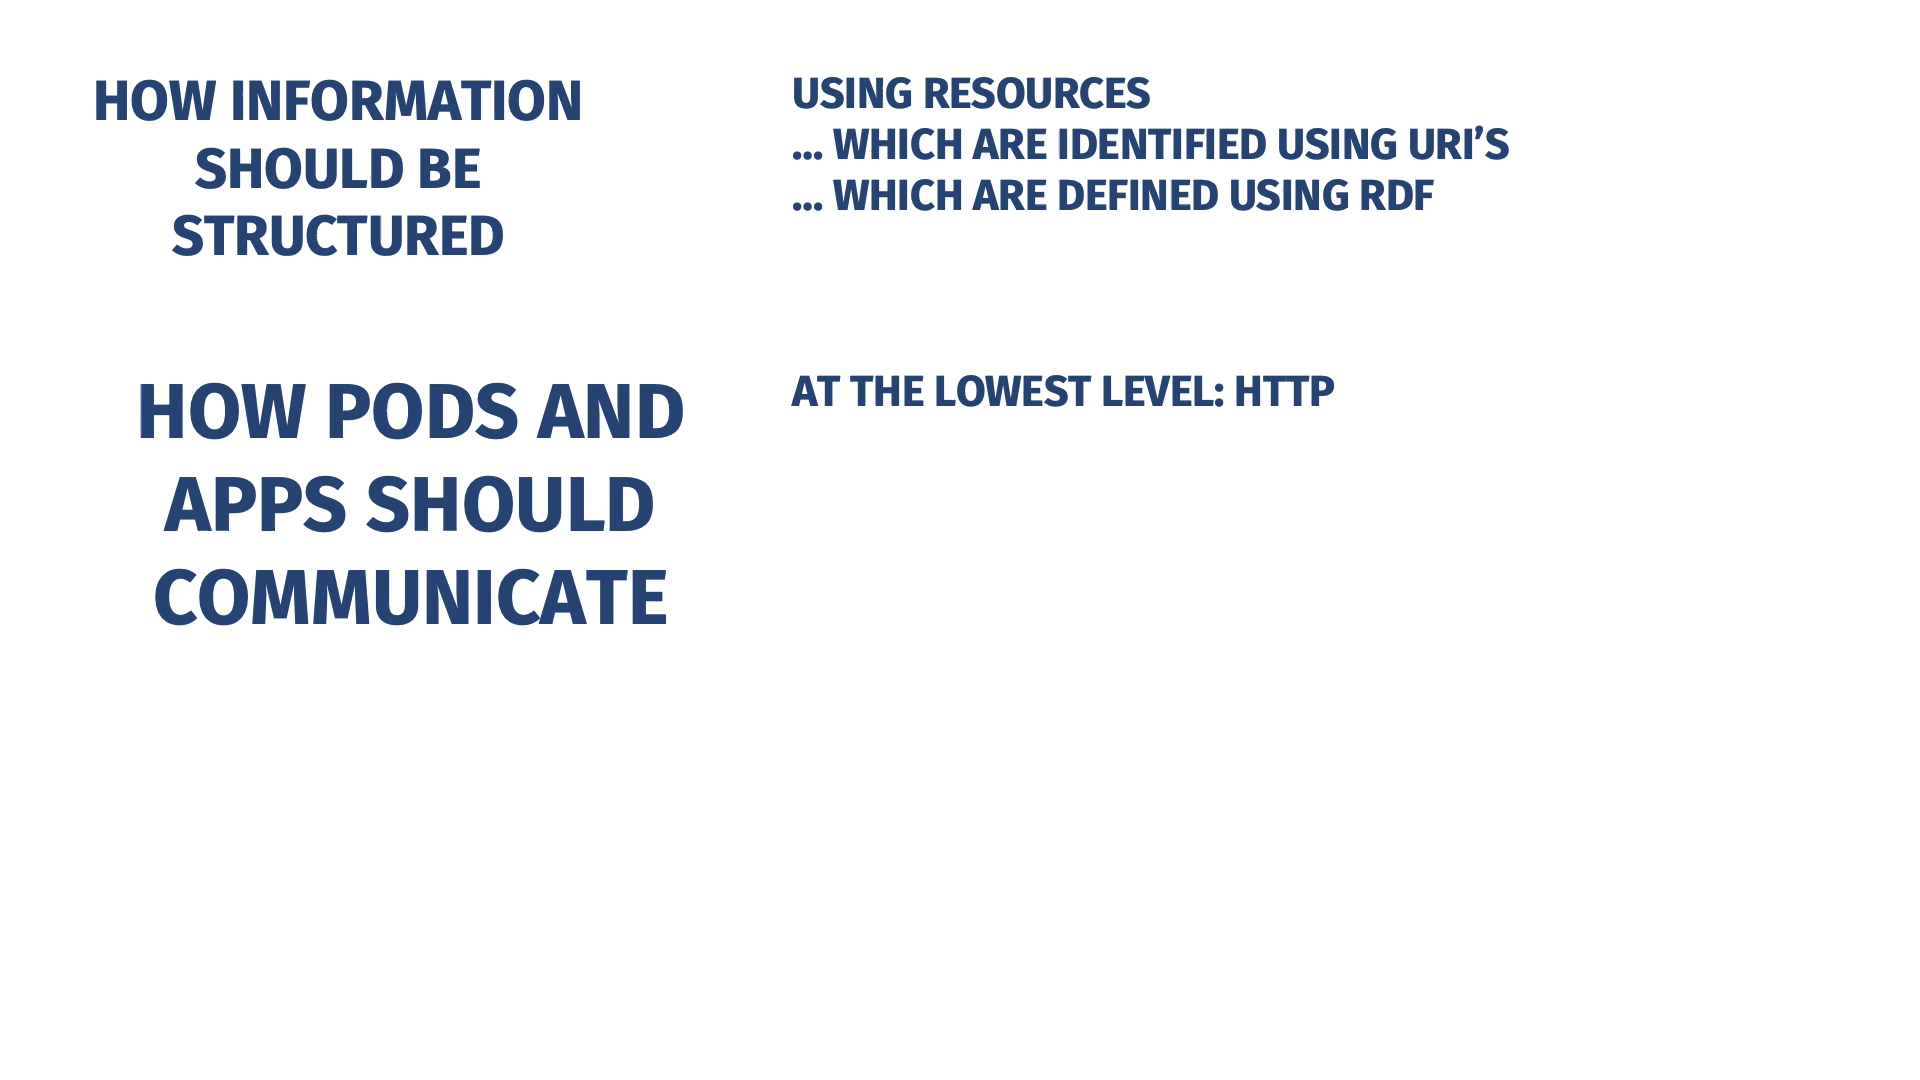 HOW INFORMATION
SHOULD BE
STRUCTURED
USING RESOURCES
... WHICH ARE IDENTIFIED USING URI’S
... WHICH ARE DEFINED USING RDF
HOW PODS AND
APPS SHOULD
COMMUNICATE
AT THE LOWEST LEVEL: HTTP